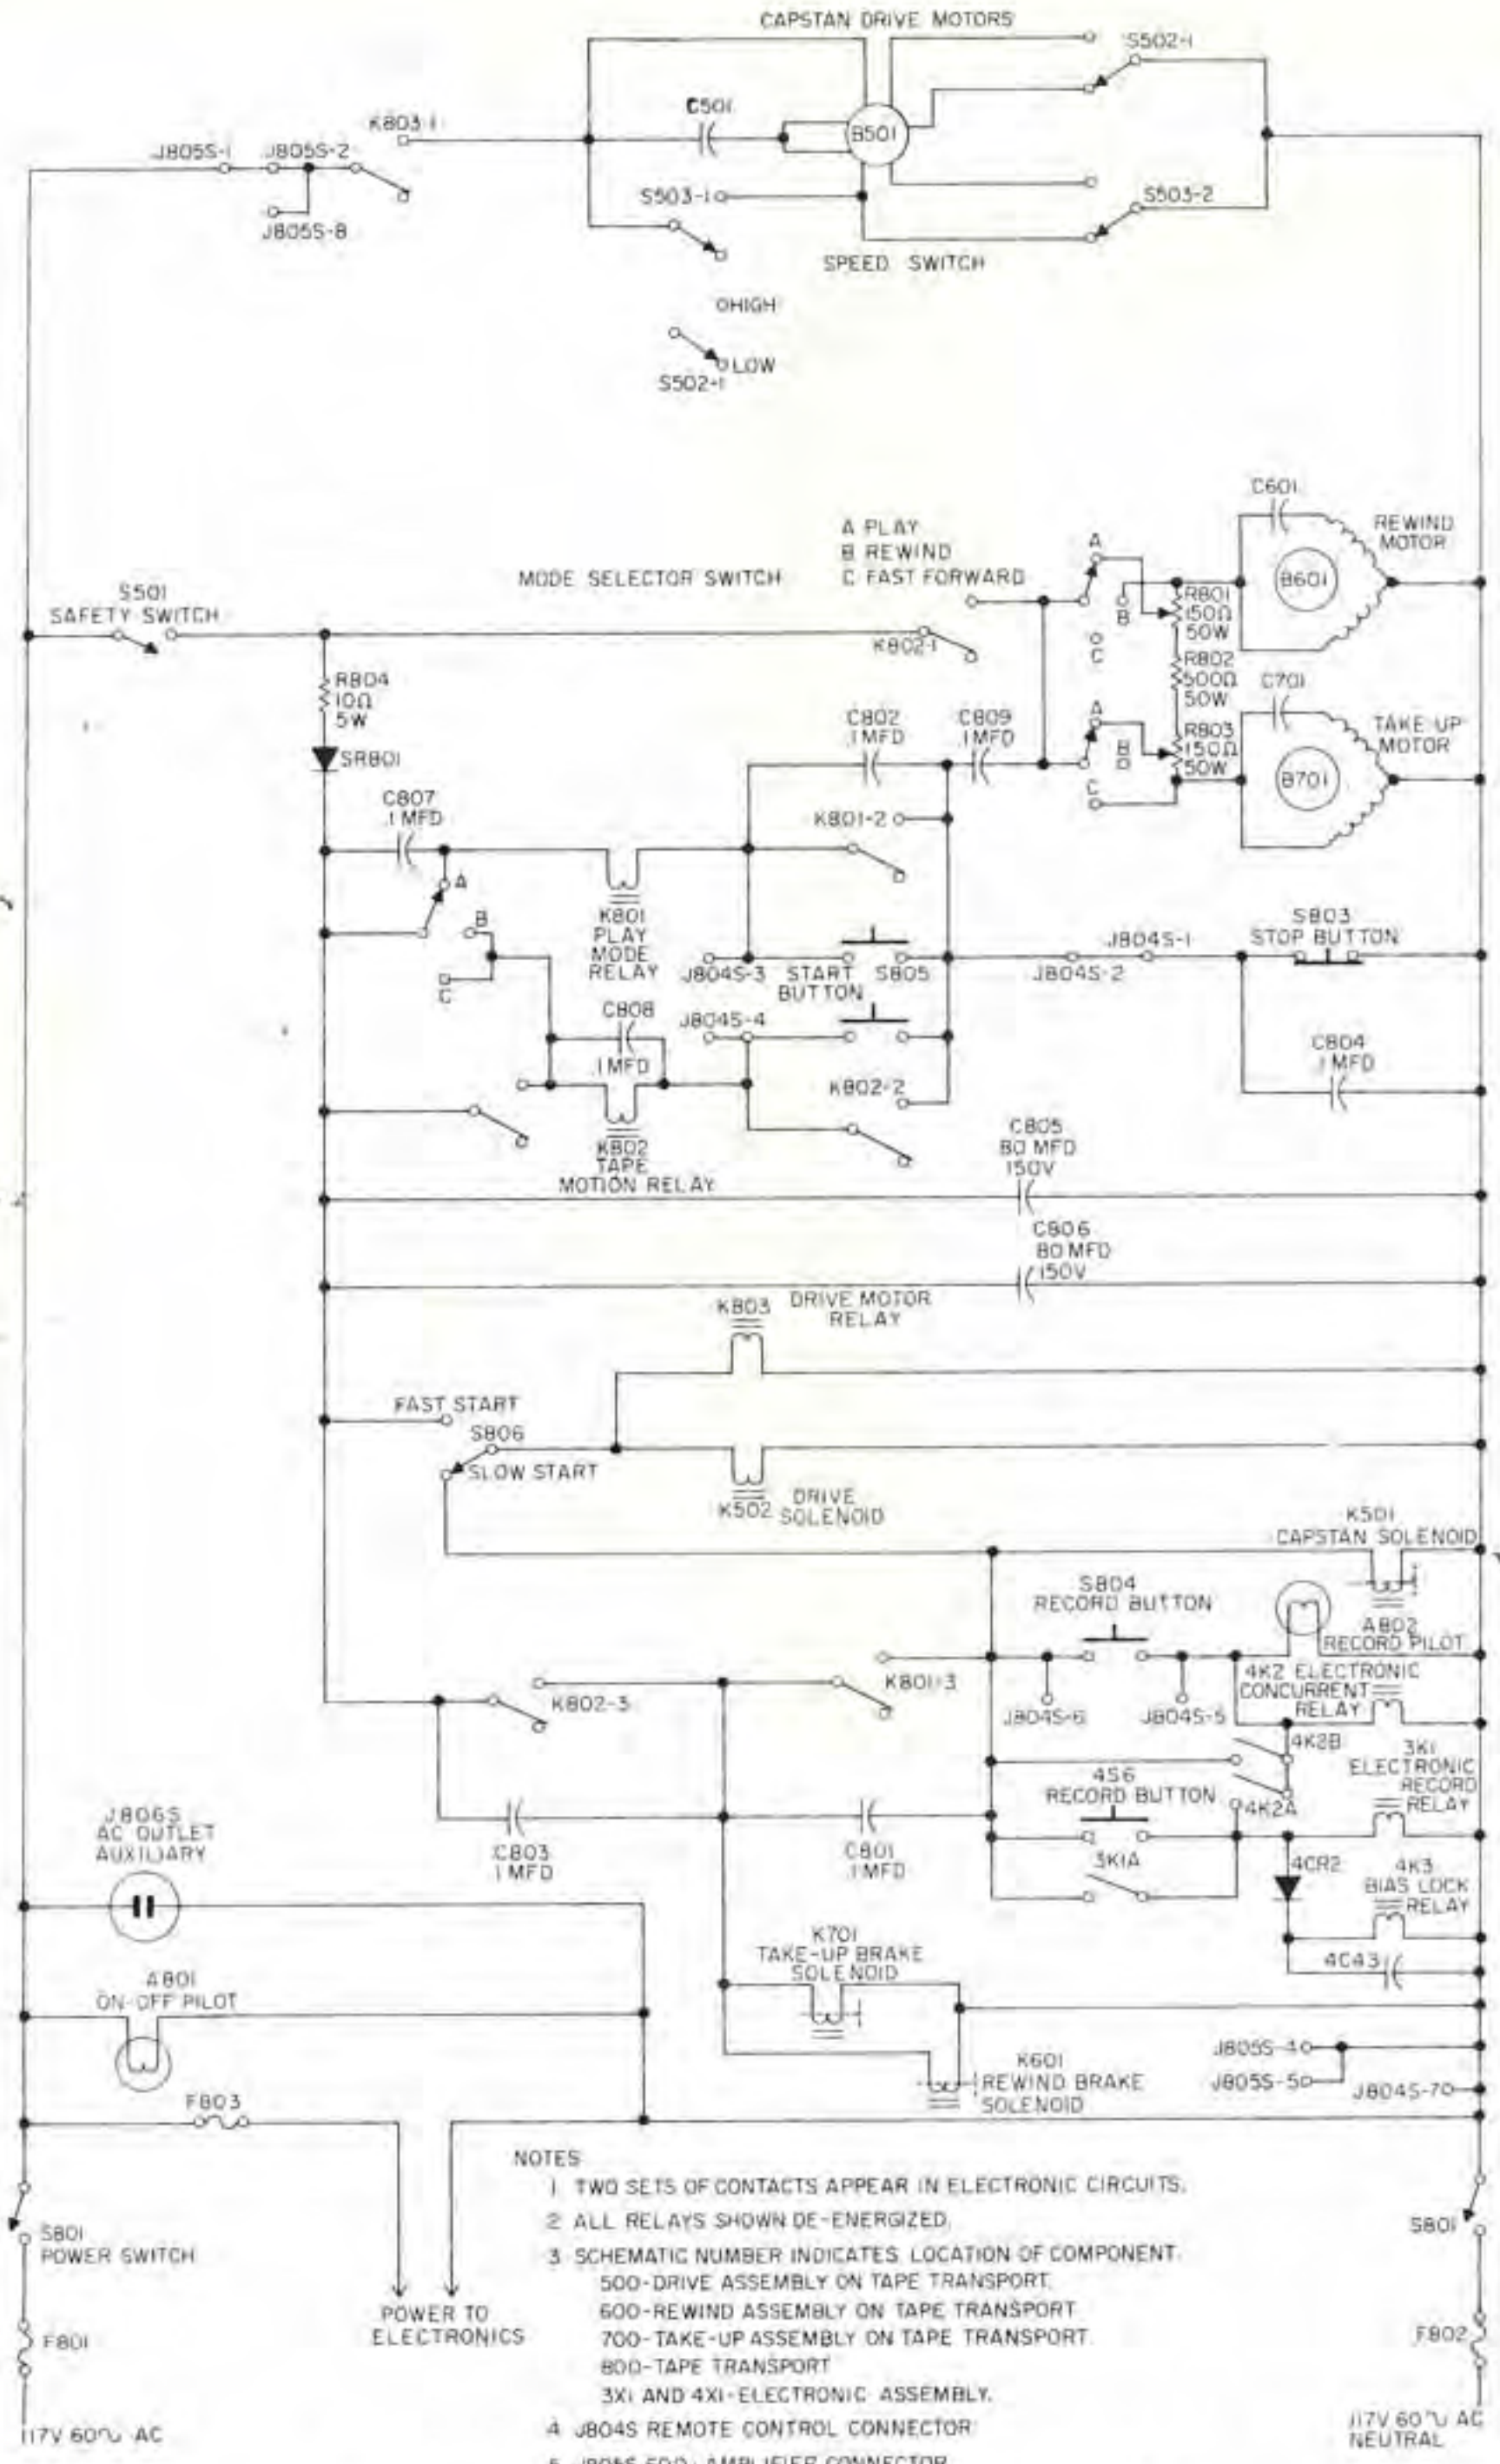 CAPSTAN DRIVE MOTORS
S502-1
C501
K803-1
B501
J805S-1 J805S-2
S503-1
S503-2
J805S-8
SPEED SWITCH
HIGH
LOW
S502-1
C601
A PLAY
B REWIND
C FAST FORWARD
MODE SELECTOR SWITCH
REWIND
MOTOR
A
S501
SAFETY SWITCH
B601
R801
150Ω
50W
B
K802-1
C
R802
500Ω
50W
R804
10Ω
5W
C701
C802
.1MFD
C809
.1MFD
A
TAKE UP
MOTOR
R803
150Ω
50W
B
SR801
B701
C
C807
.1 MFD
K801-2
A
B
K801
PLAY
MODE
RELAY
S803
STOP BUTTON
J804S-1
J804S-3
START
BUTTON
S805
J804S-2
C
C808
.1MFD
J804S-4
C804
.1 MFD
K802-2
K802
TAPE
MOTION RELAY
C805
80 MFD
150V
C806
80 MFD
150V
K803
DRIVE MOTOR
RELAY
FAST START
S806
SLOW START
K502
DRIVE
SOLENOID
K501
CAPSTAN SOLENOID
S804
RECORD BUTTON
A802
RECORD PILOT
K802-3
K801-3
4K2 ELECTRONIC
CONCURRENT
RELAY
J804S-6
J804S-5
4K2B
3K1
ELECTRONIC
RECORD
RELAY
4S6
RECORD BUTTON
4K2A
J806S
AC OUTLET
AUXILIARY
C803
.1 MFD
C801
.1MFD
3K1A
4CR2
4K3
BIAS LOCK
RELAY
K701
TAKE-UP BRAKE
SOLENOID
4C43
A801
ON-OFF PILOT
J805S-4
J805S-5
J804S-7
K601
REWIND BRAKE
SOLENOID
F803
NOTES
1 TWO SETS OF CONTACTS APPEAR IN ELECTRONIC CIRCUITS.
2 ALL RELAYS SHOWN DE-ENERGIZED.
3 SCHEMATIC NUMBER INDICATES LOCATION OF COMPONENT.
500-DRIVE ASSEMBLY ON TAPE TRANSPORT.
600-REWIND ASSEMBLY ON TAPE TRANSPORT
700-TAKE-UP ASSEMBLY ON TAPE TRANSPORT.
800-TAPE TRANSPORT
3X1 AND 4X1-ELECTRONIC ASSEMBLY.
4 J804S REMOTE CONTROL CONNECTOR
S801
POWER SWITCH
S801
POWER TO
ELECTRONICS
F801
F802
117V 60∿ AC
117V 60∿ AC
NEUTRAL